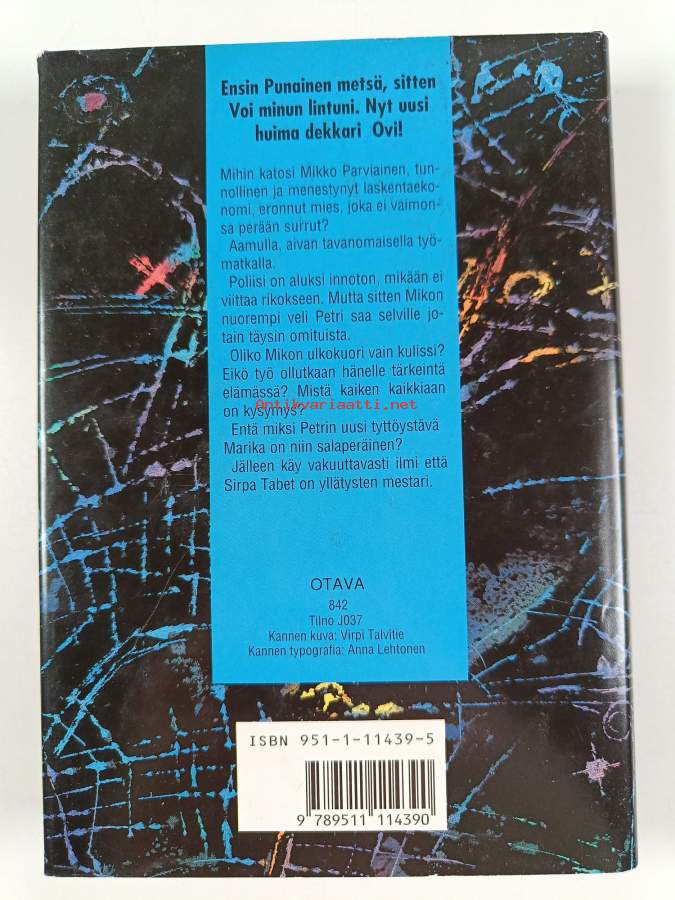 Ensin Punainen metsä, sitten
Voi minun lintuni. Nyt uusi
huima dekkari Ovi!
Mihin katosi Mikko Parviainen, tun-
nollinen ja menestynyt laskentaeko-
nomi, eronnut mies, joka ei vaimon-
sa perään surrut?
Aamulla, aivan tavanomaisella työ-
matkalla.
Poliisi on aluksi innoton, mikään ei
viittaa rikokseen. Mutta sitten Mikon
nuorempi veli Petri saa selville jo-
tain täysin omituista.
Oliko Mikon ulkokuori vain kulissi?
Eikö työ ollutkaan hänelle tärkeintä
elämässä? Mistä kaiken kaikkiaan
Antikvariaatti.net
on kysymys?
Entä miksi Petrin uusi tyttöystävä
Marika on niin salaperäinen?
Jälleen käy vakuuttavasti ilmi että
Sirpa Tabet on yllätysten mestari.
OTAVA
842
Tilno J037
Kannen kuva: Virpi Talvitie
Kannen typografia: Anna Lehtonen
ISBN 951-1-11439-5
9 789511 114390